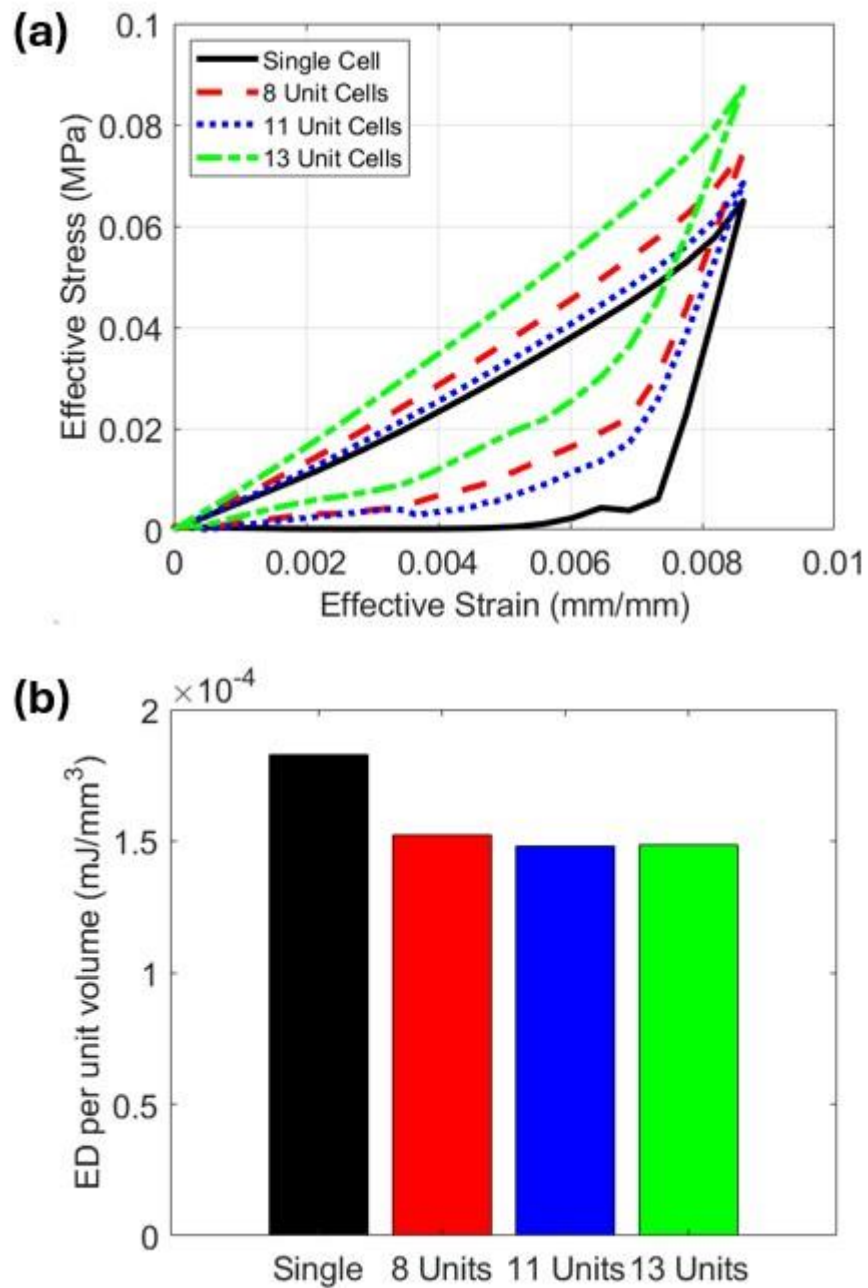 (a)
0.1
0.08
0.06
0.04
0.02
0
Effective Stress (MPa)
Single Cell
8 Unit Cells
11 Unit Cells
13 Unit Cells
0 0.002 0.004 0.006 0.008 0.01
Effective Strain (mm/mm)
(b)
×10⁻⁴
2
1.5
1
0.5
0
ED per unit volume (mJ/mm³)
Single 8 Units 11 Units 13 Units